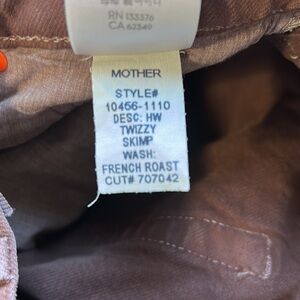 RN 133376
CA 62349
MOTHER
STYLE#
10456-1110
DESC: HW
TWIZZY
SKIMP
WASH:
FRENCH ROAST
CUT# 707042